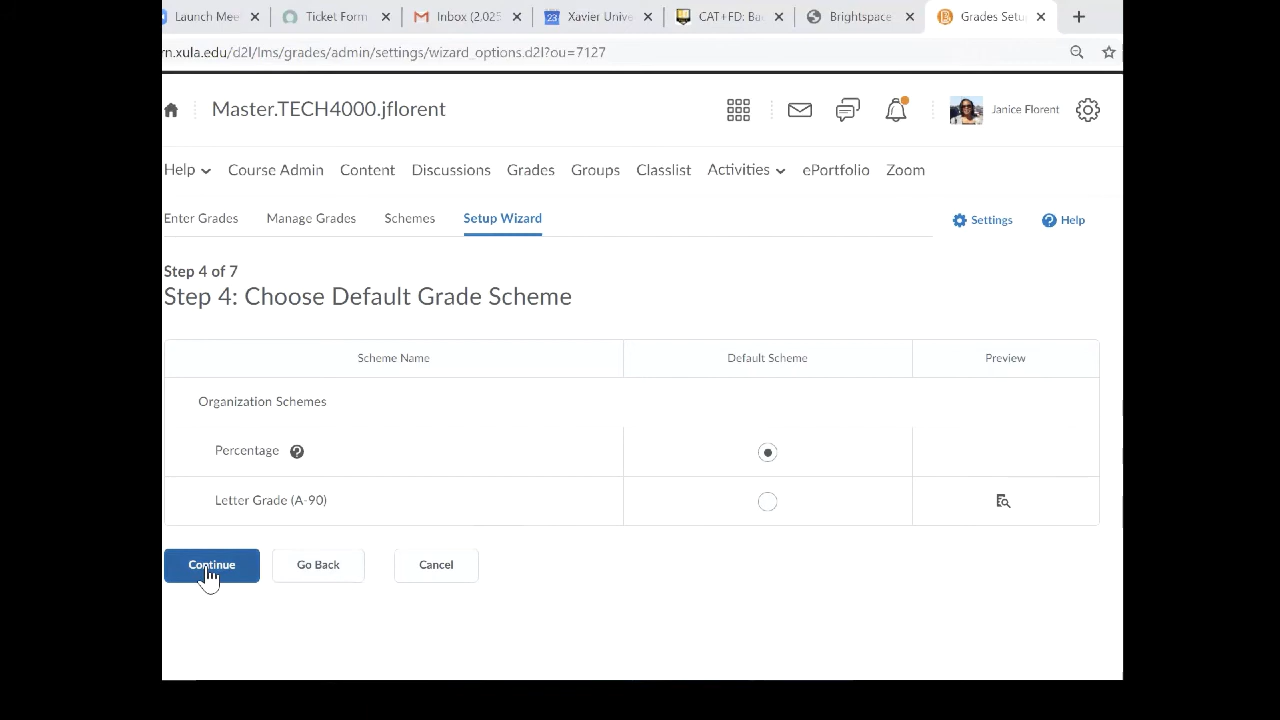 Launch Mee
Ticket Form
Inbox (2,025
Xavier Unive
CAT+FD: Ba
Brightspace
Grades Setu
rn.xula.edu/d2l/lms/grades/admin/settings/wizard_options.d2l?ou=7127
Master.TECH4000.jflorent
Janice Florent
Help Course Admin Content Discussions Grades Groups Classlist Activities ePortfolio Zoom
Enter Grades Manage Grades Schemes Setup Wizard Settings Help
Step 4 of 7
Step 4: Choose Default Grade Scheme
Scheme Name Default Scheme Preview
Organization Schemes
Percentage
Letter Grade (A-90)
Continue Go Back Cancel